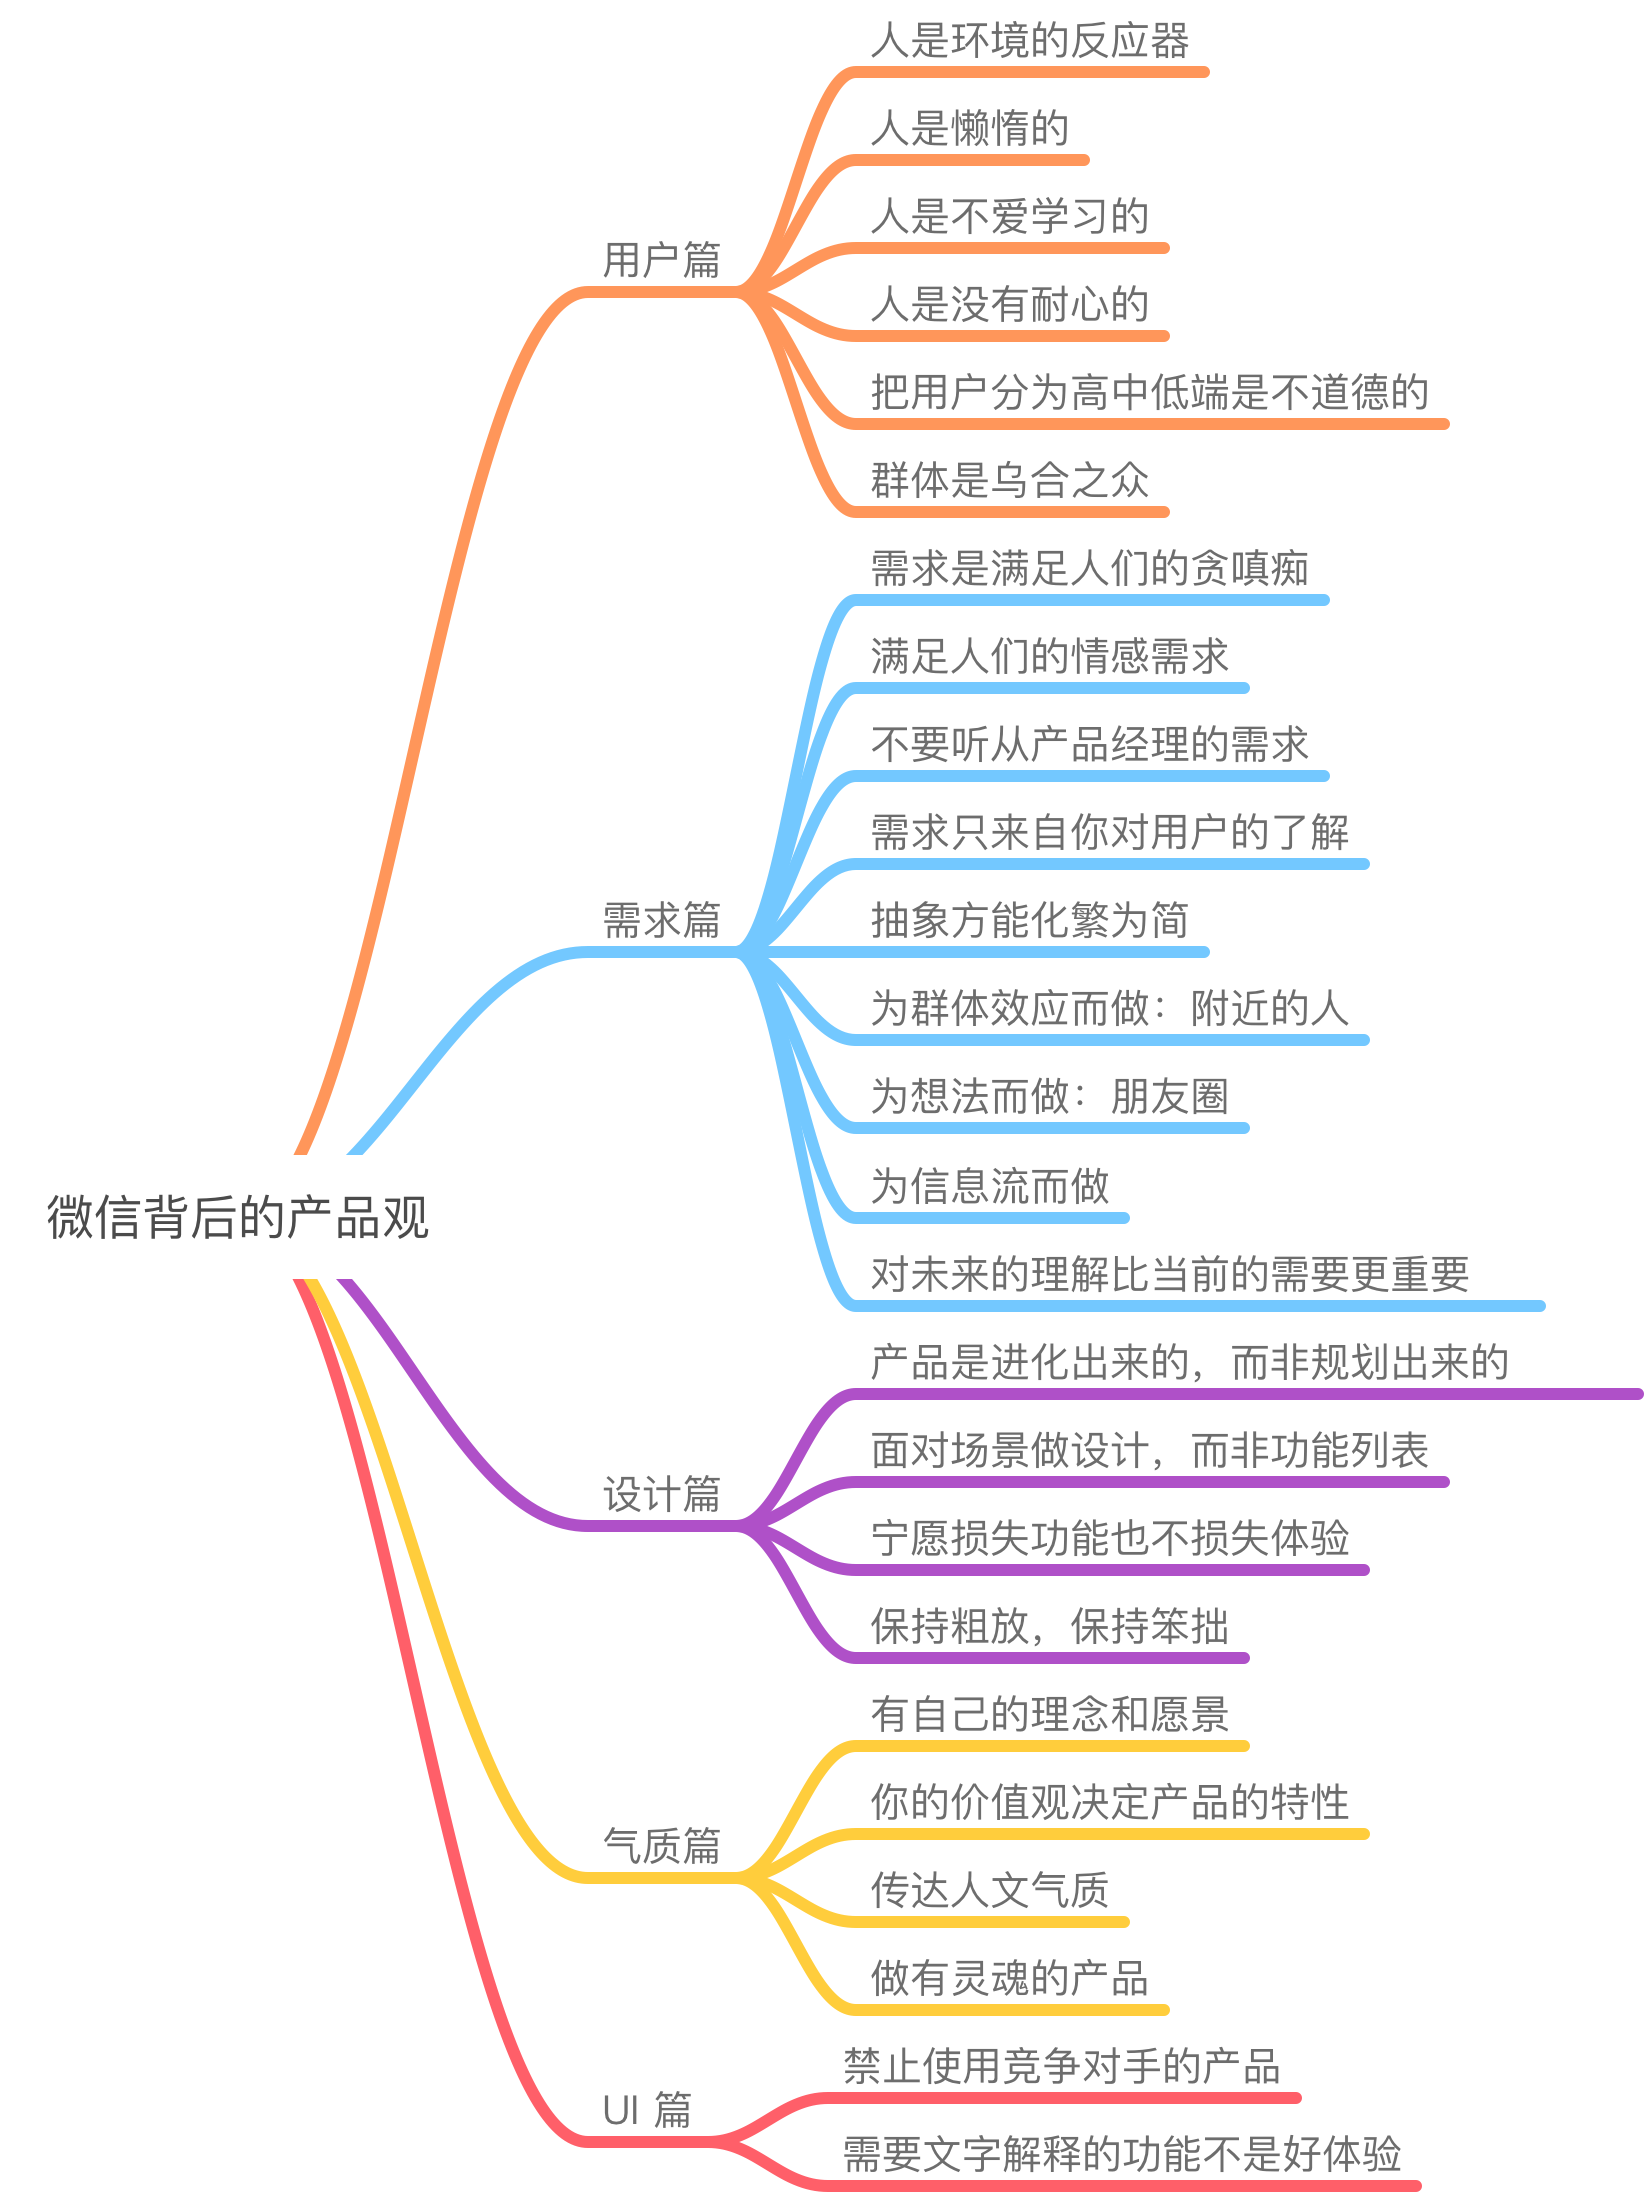 微信背后的产品观
用户篇
人是环境的反应器
人是懒惰的
人是不爱学习的
人是没有耐心的
把用户分为高中低端是不道德的
群体是乌合之众
需求篇
需求是满足人们的贪嗔痴
满足人们的情感需求
不要听从产品经理的需求
需求只来自你对用户的了解
抽象方能化繁为简
为群体效应而做：附近的人
为想法而做：朋友圈
为信息流而做
对未来的理解比当前的需要更重要
设计篇
产品是进化出来的，而非规划出来的
面对场景做设计，而非功能列表
宁愿损失功能也不损失体验
保持粗放，保持笨拙
气质篇
有自己的理念和愿景
你的价值观决定产品的特性
传达人文气质
做有灵魂的产品
UI 篇
禁止使用竞争对手的产品
需要文字解释的功能不是好体验